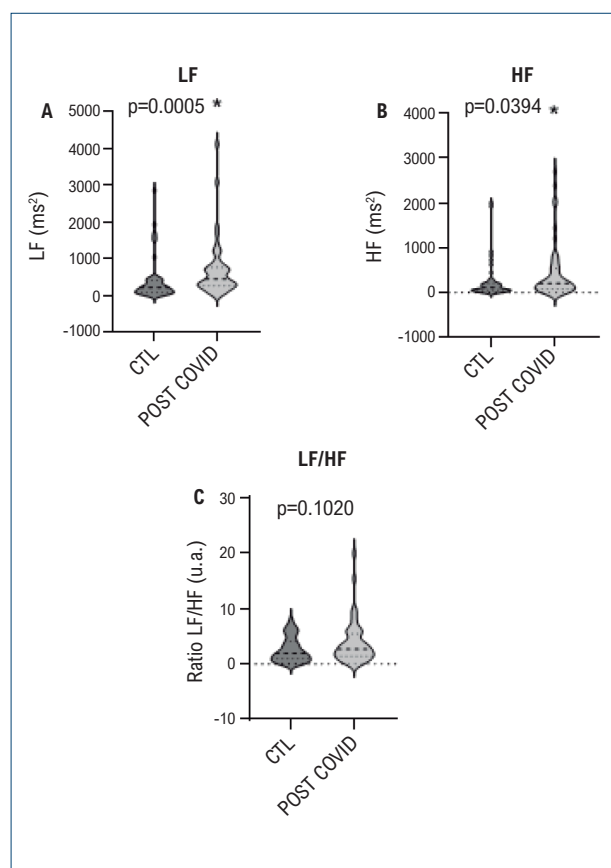 LF
A
p=0.0005 *
5000
4000
3000
2000
1000
0
-1000
LF (ms²)
CTL
POST COVID
HF
B
p=0.0394 *
4000
3000
2000
1000
0
-1000
HF (ms²)
CTL
POST COVID
LF/HF
C
p=0.1020
30
20
10
0
-10
Ratio LF/HF (u.a.)
CTL
POST COVID